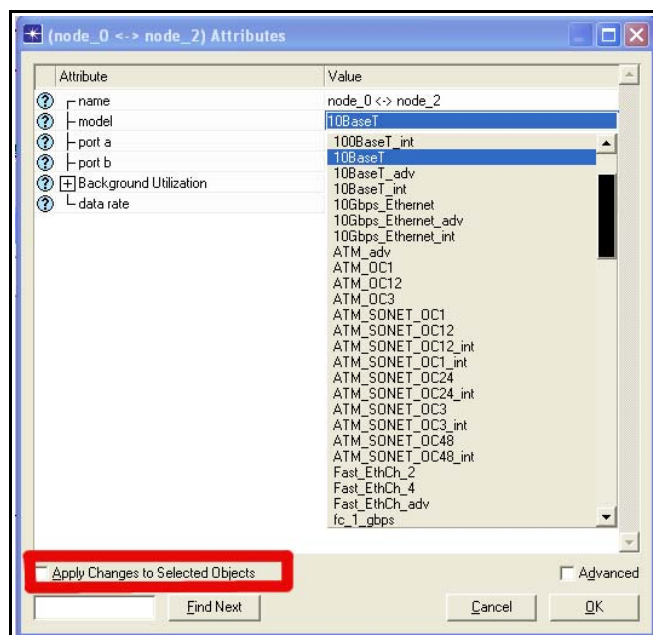 (node_0 <-> node_2) Attributes
Attribute Value
name node_0 <-> node_2
model 10BaseT
port a 100BaseT_int
10BaseT
port b 10BaseT_adv
10BaseT_int
Background Utilization 10Gbps_Ethernet
data rate 10Gbps_Ethernet_adv
10Gbps_Ethernet_int
ATM_adv
ATM_OC1
ATM_OC12
ATM_OC3
ATM_SONET_OC1
ATM_SONET_OC12
ATM_SONET_OC12_int
ATM_SONET_OC1_int
ATM_SONET_OC24
ATM_SONET_OC24_int
ATM_SONET_OC3
ATM_SONET_OC3_int
ATM_SONET_OC48
ATM_SONET_OC48_int
Fast_EthCh_2
Fast_EthCh_4
Fast_EthCh_adv
fc_1_gbps
Apply Changes to Selected Objects Advanced
Find Next Cancel OK